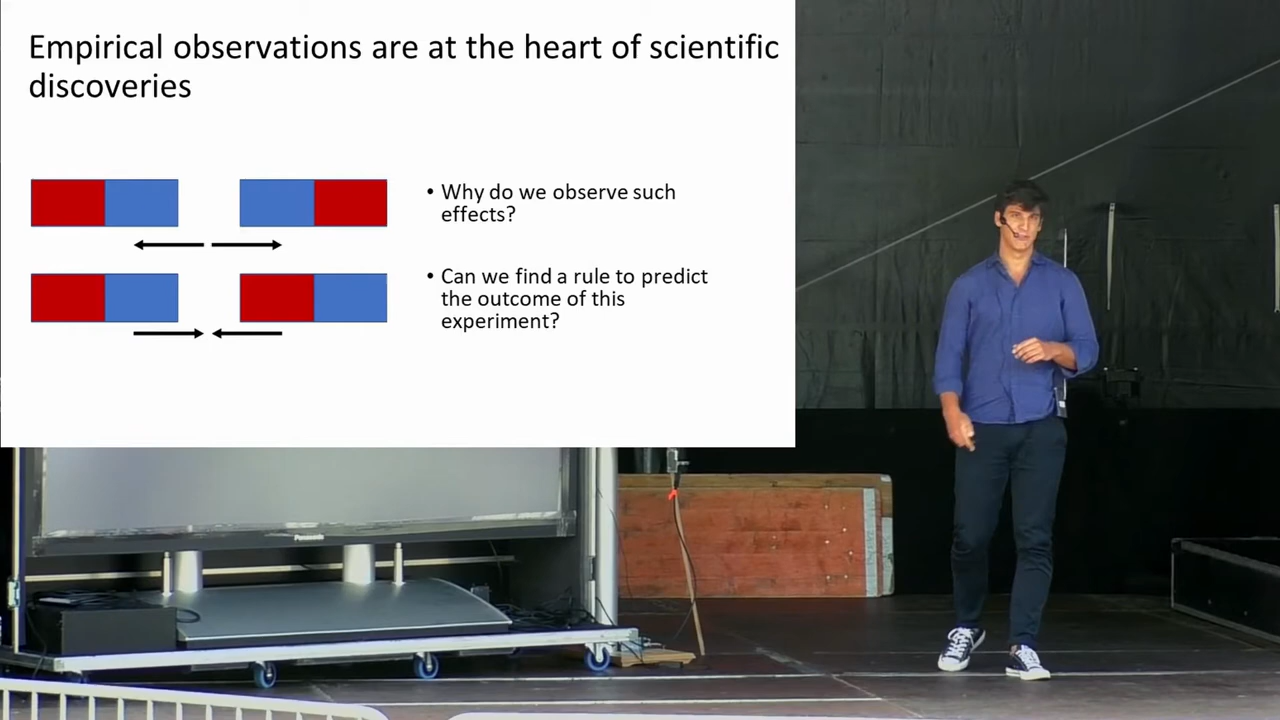 Empirical observations are at the heart of scientific
discoveries
• Why do we observe such
effects?
• Can we find a rule to predict
the outcome of this
experiment?
Panasonic